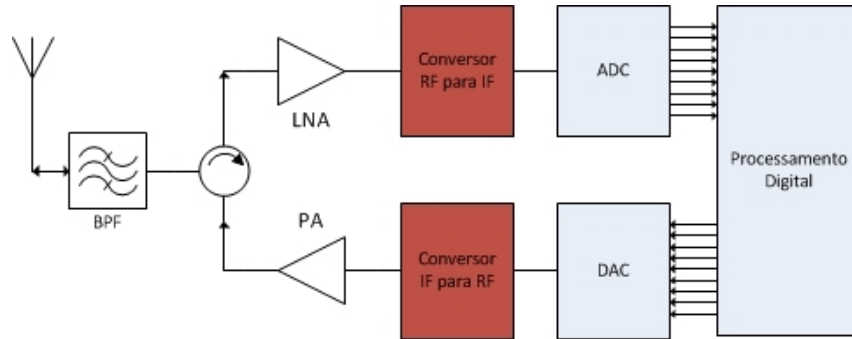 Conversor
RF para IF
ADC
LNA
Processamento
Digital
BPF
PA
Conversor
IF para RF
DAC